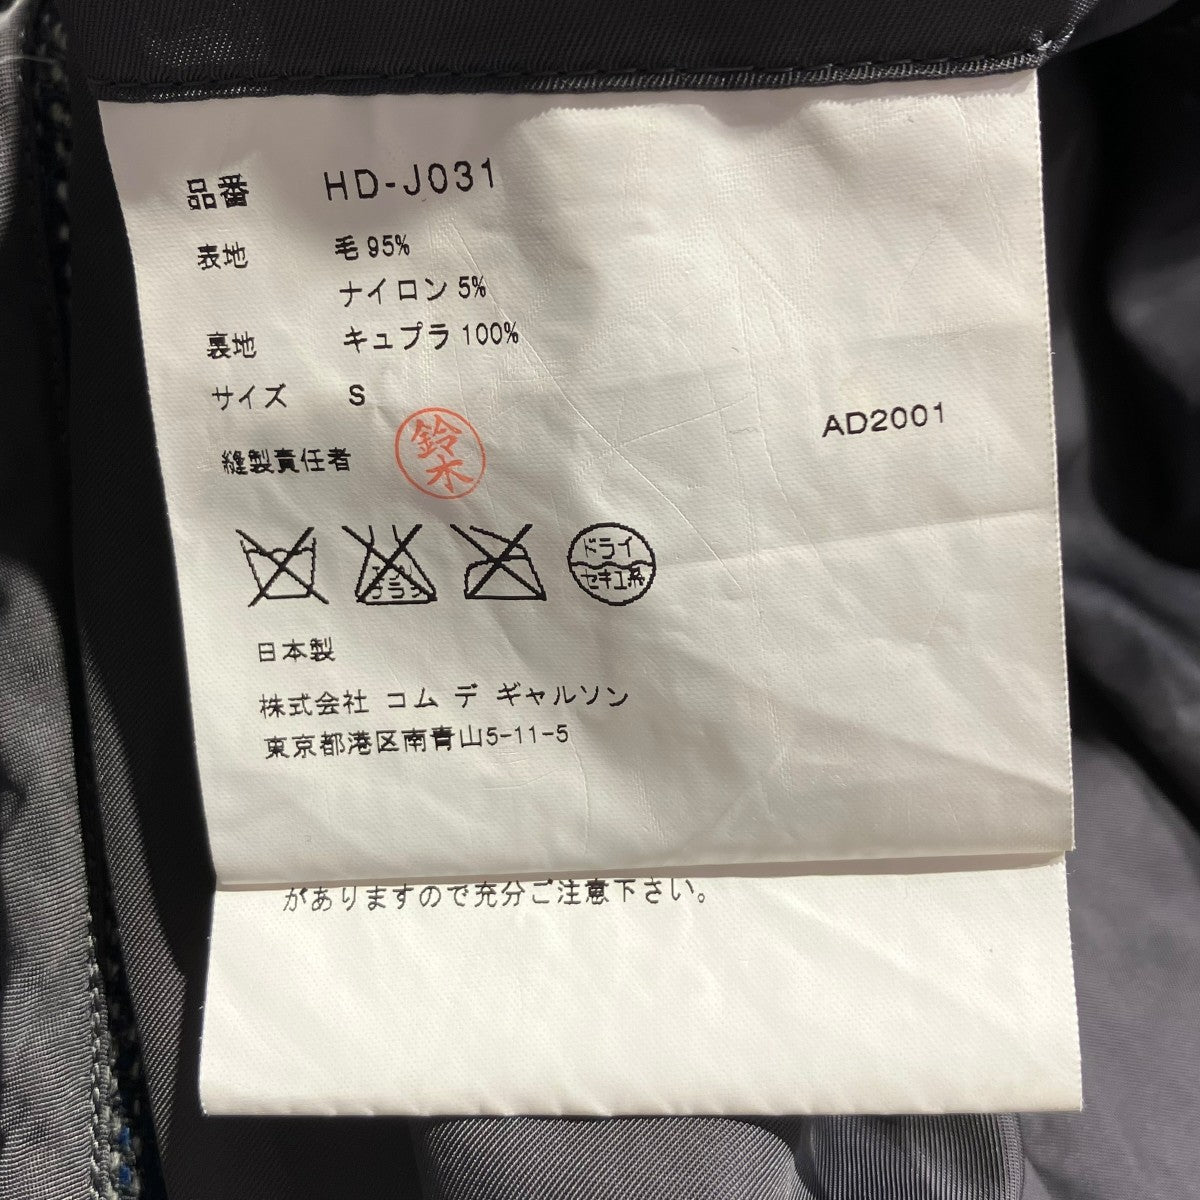 品番 HD-J031
表地 毛 95%
ナイロン 5%
裏地 キュプラ 100%
サイズ S
AD2001
縫製責任者 鈴木
ドライ
セキユ系
日本製
株式会社 コム デ ギャルソン
東京都港区南青山5-11-5
がありますので充分ご注意下さい。